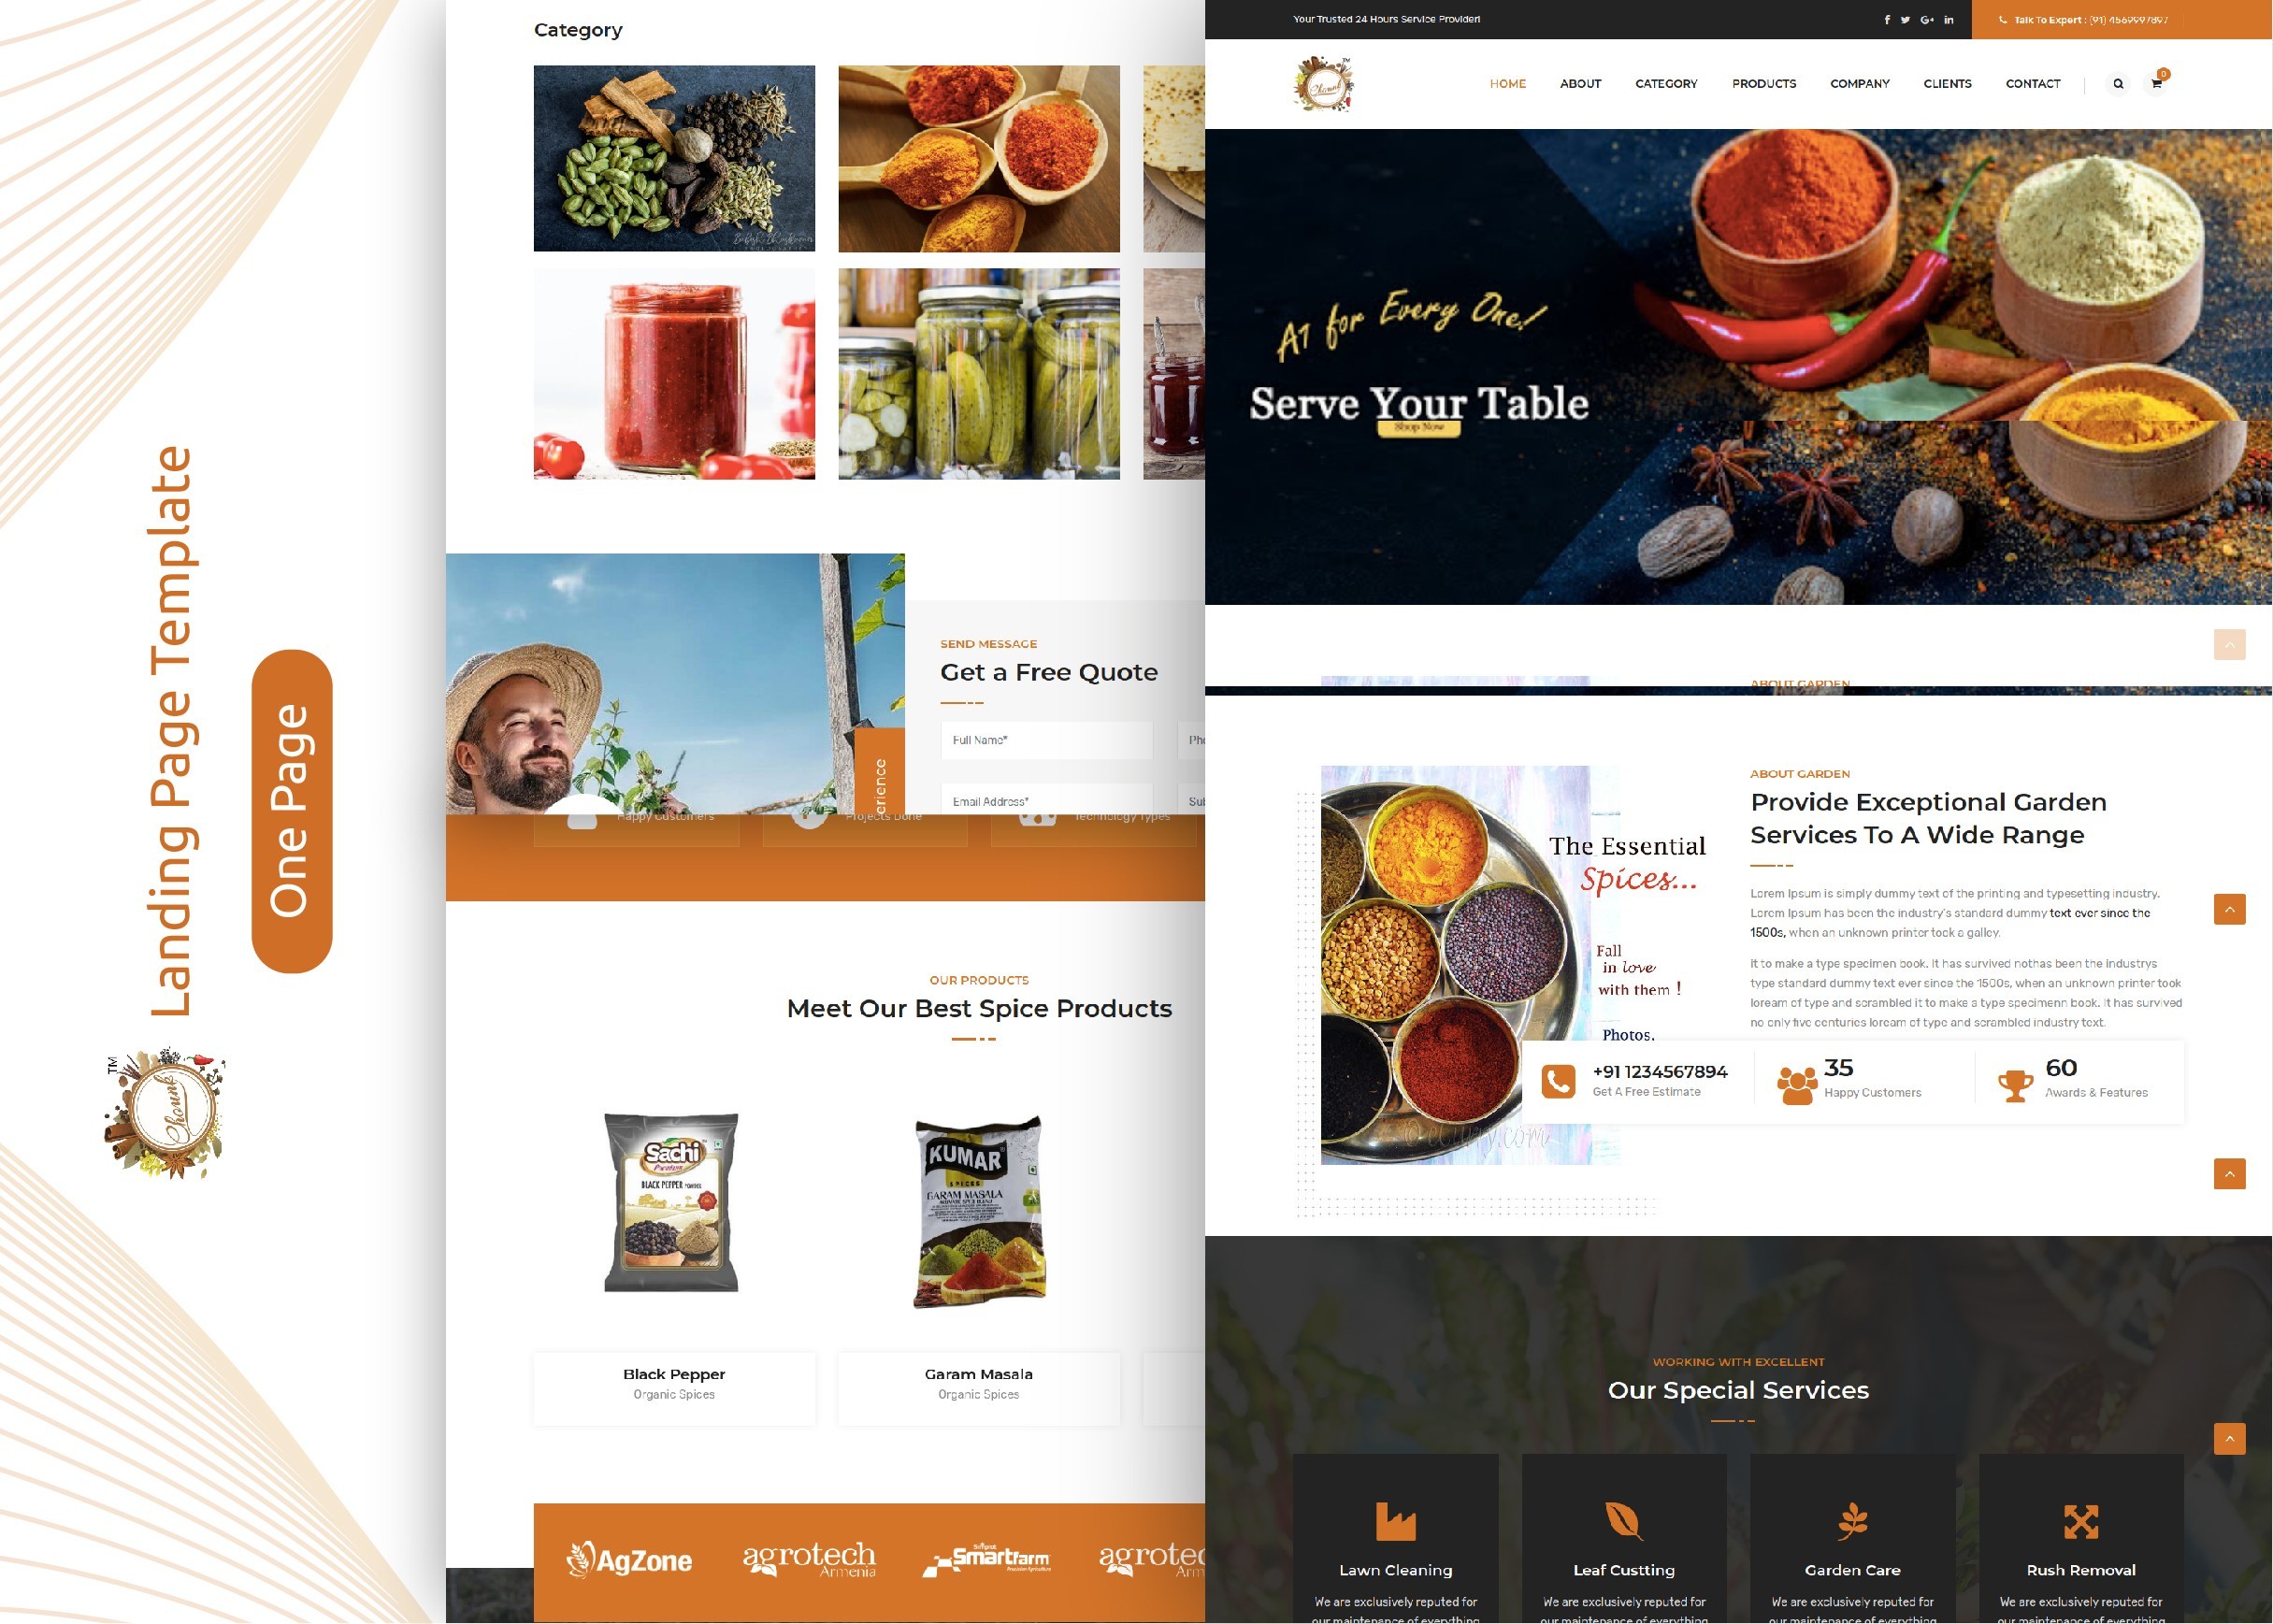 Landing Page Template
One Page
TM
Chaunk
Category
SEND MESSAGE
Get a Free Quote
Full Name*
Email Address*
erience
Happy Customers
Projects Done
Technology Types
OUR PRODUCTS
Meet Our Best Spice Products
Sachi
Premium
BLACK PEPPER POWDER
KUMAR
SPICES
GARAM MASALA
Black Pepper
Organic Spices
Garam Masala
Organic Spices
AgZone
agrotech
Armenia
Smartfarm
agrotec
Arm
Your Trusted 24 Hours Service Provider!
Talk To Expert : (91) 4569997897
HOME ABOUT CATEGORY PRODUCTS COMPANY CLIENTS CONTACT
0
A1 for Every One!
Serve Your Table
Shop Now
ABOUT GARDEN
ABOUT GARDEN
Provide Exceptional Garden
Services To A Wide Range
Lorem Ipsum is simply dummy text of the printing and typesetting industry.
Lorem Ipsum has been the industry's standard dummy text ever since the
1500s, when an unknown printer took a galley.
it to make a type specimen book. It has survived nothas been the industrys
type standard dummy text ever since the 1500s, when an unknown printer took
loream of type and scrambled it to make a type specimenn book. It has survived
no only five centuries loream of type and scrambled industry text.
The Essential
Spices...
Fall
in love
with them !
Photos,
+91 1234567894
Get A Free Estimate
35
Happy Customers
60
Awards & Features
WORKING WITH EXCELLENT
Our Special Services
Lawn Cleaning
We are exclusively reputed for
our maintenance of everything
Leaf Custting
We are exclusively reputed for
our maintenance of everything
Garden Care
We are exclusively reputed for
our maintenance of everything
Rush Removal
We are exclusively reputed for
our maintenance of everything